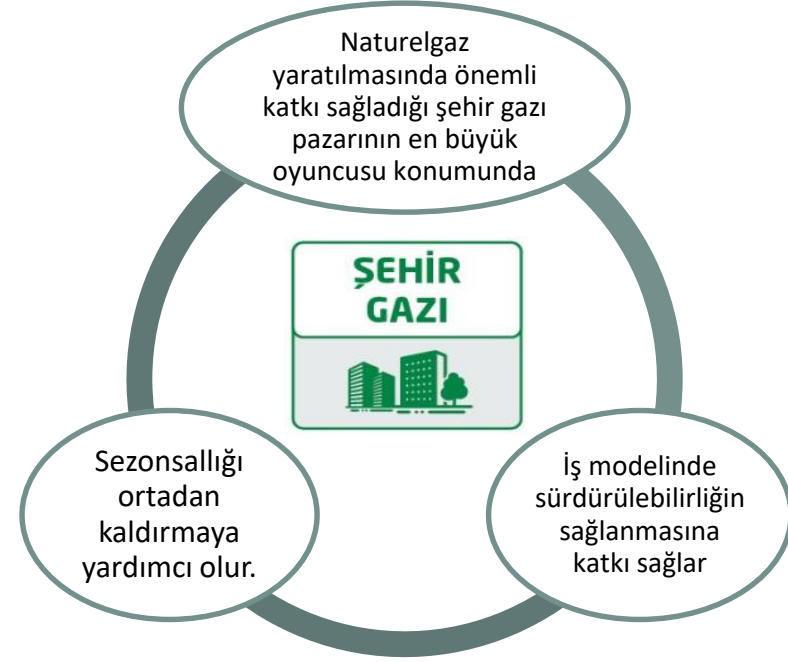 Naturelgaz
yaratılmasında önemli
katkı sağladığı şehir gazı
pazarının en büyük
oyuncusu konumunda
ŞEHİR
GAZI
Sezonsallığı
ortadan
kaldırmaya
yardımcı olur.
İş modelinde
sürdürülebilirliğin
sağlanmasına
katkı sağlar